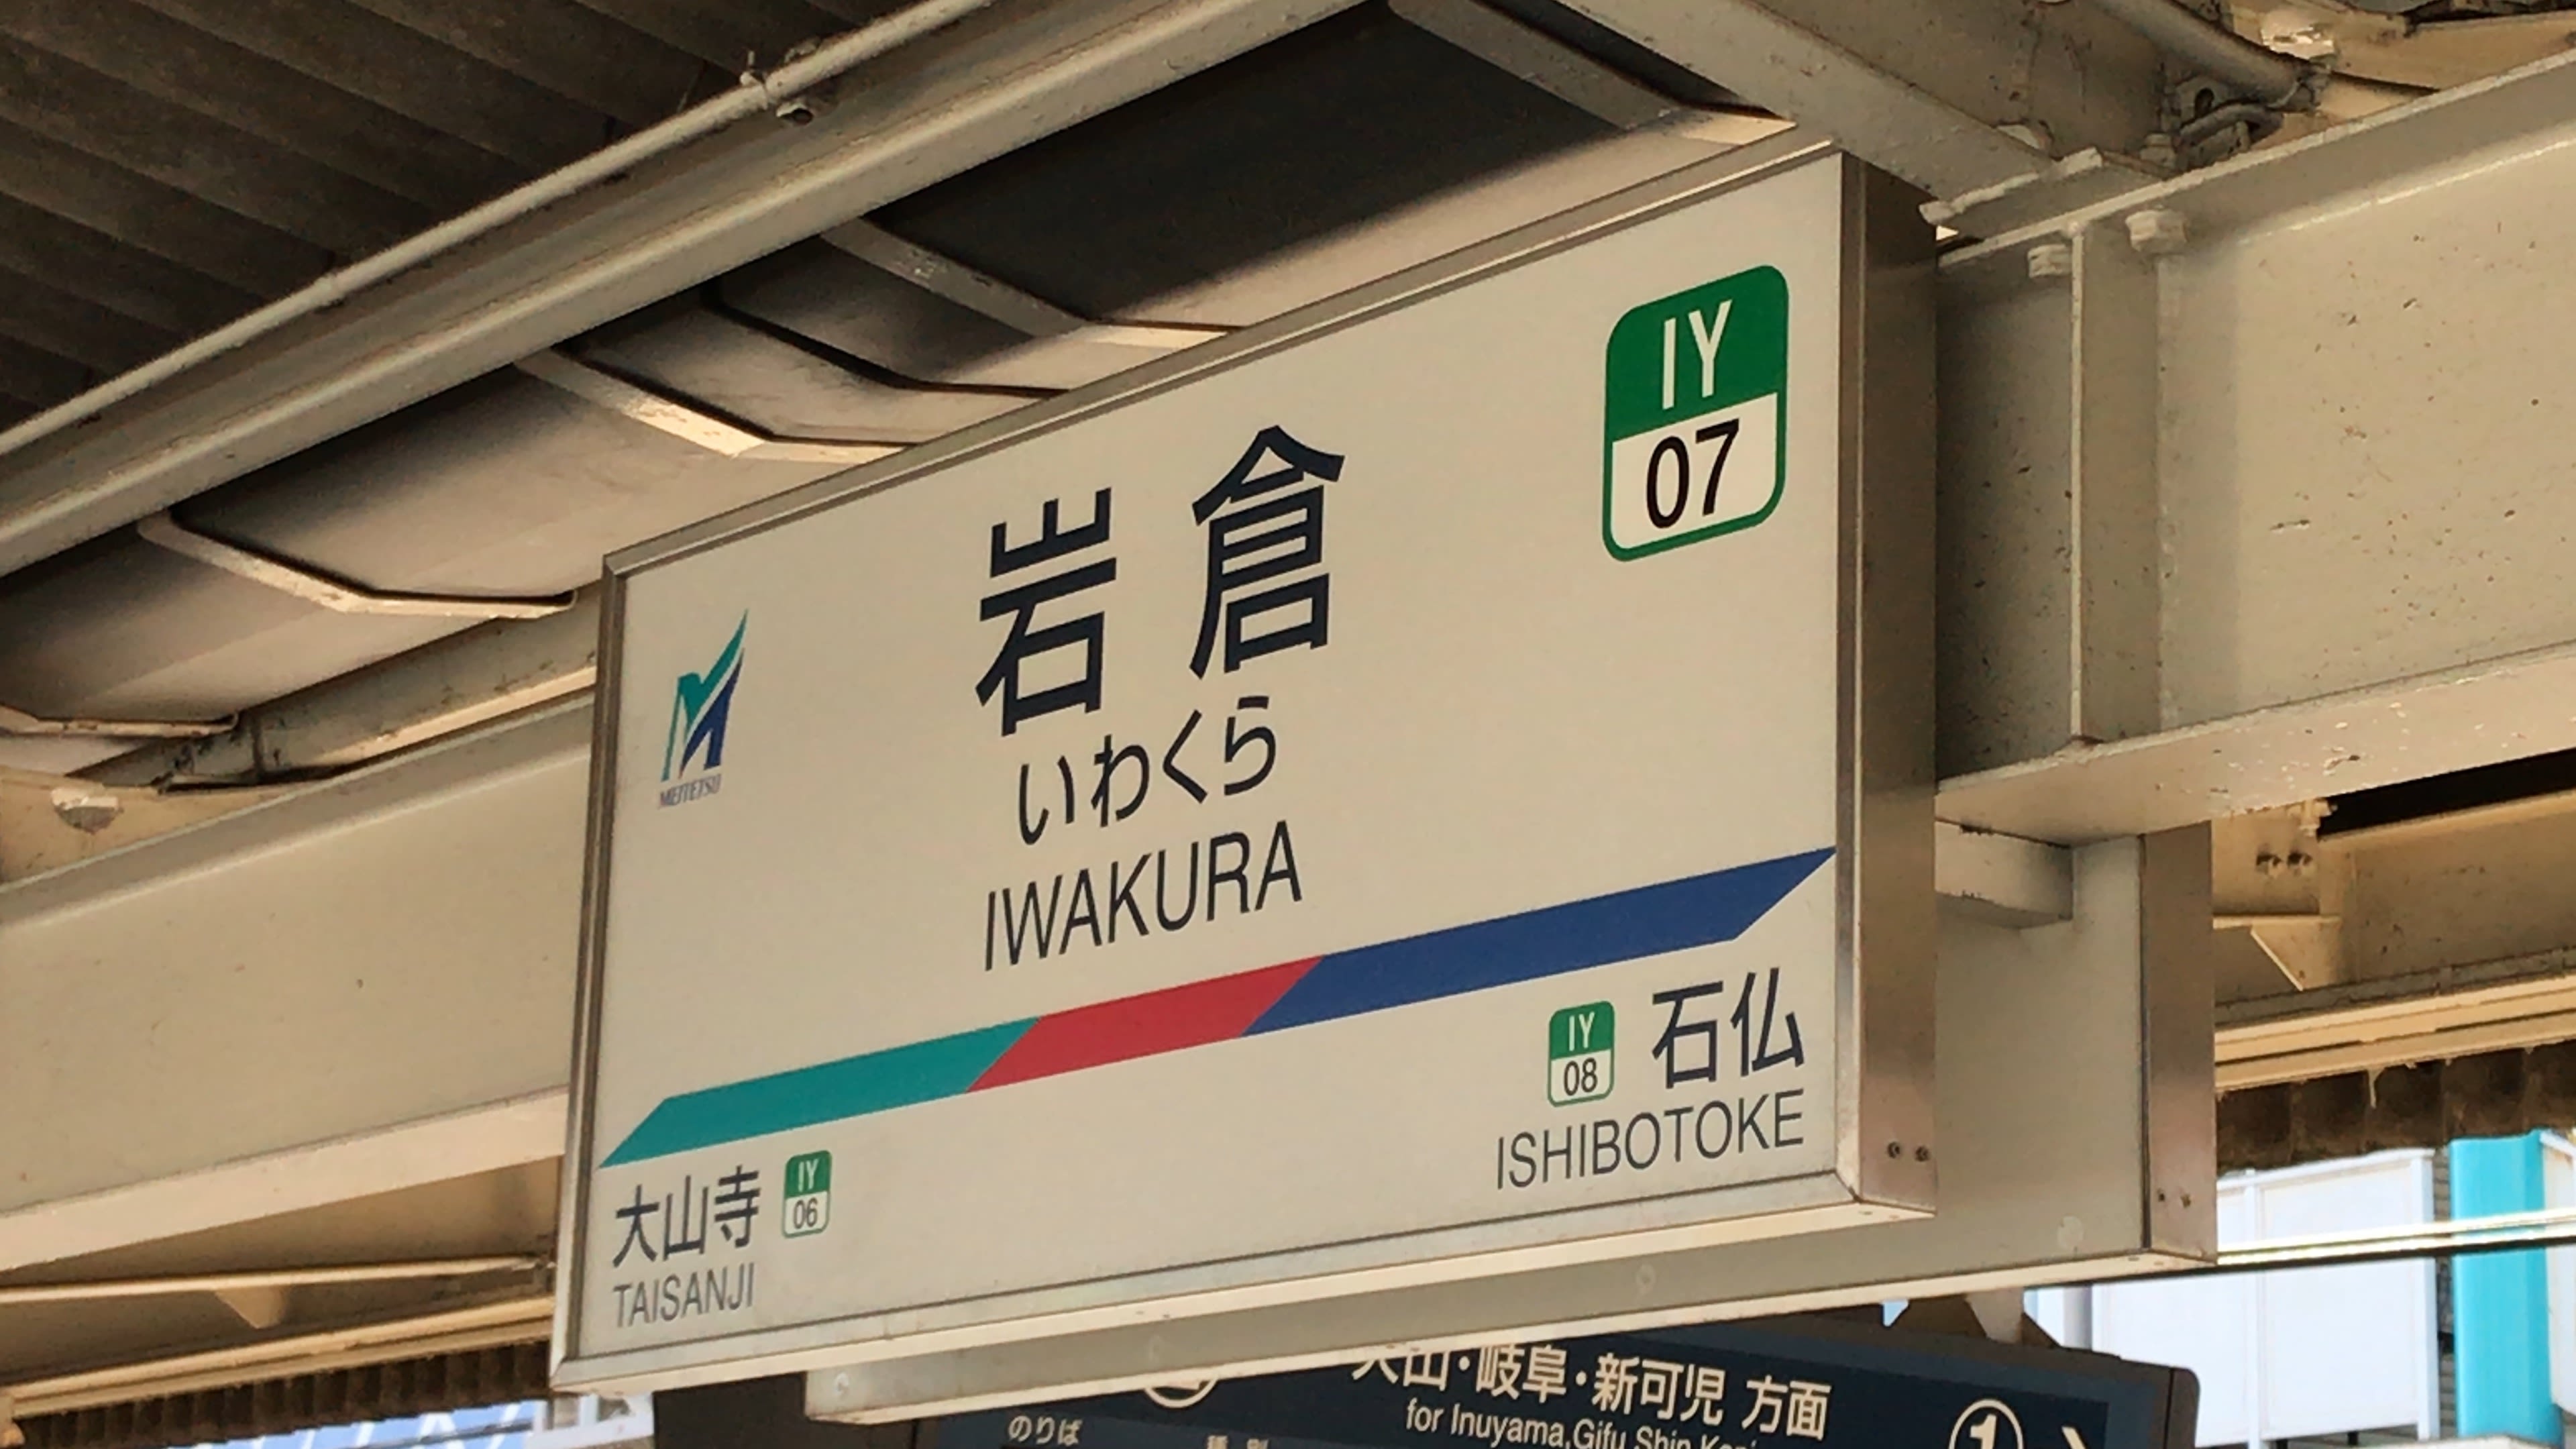 IY
07
岩倉
いわくら
IWAKURA
MEITETSU
IY
08
石仏
ISHIBOTOKE
大山寺
IY
06
TAISANJI
犬山・岐阜・新可児 方面
for Inuyama,Gifu,Shin Kani
1
のりば
種別